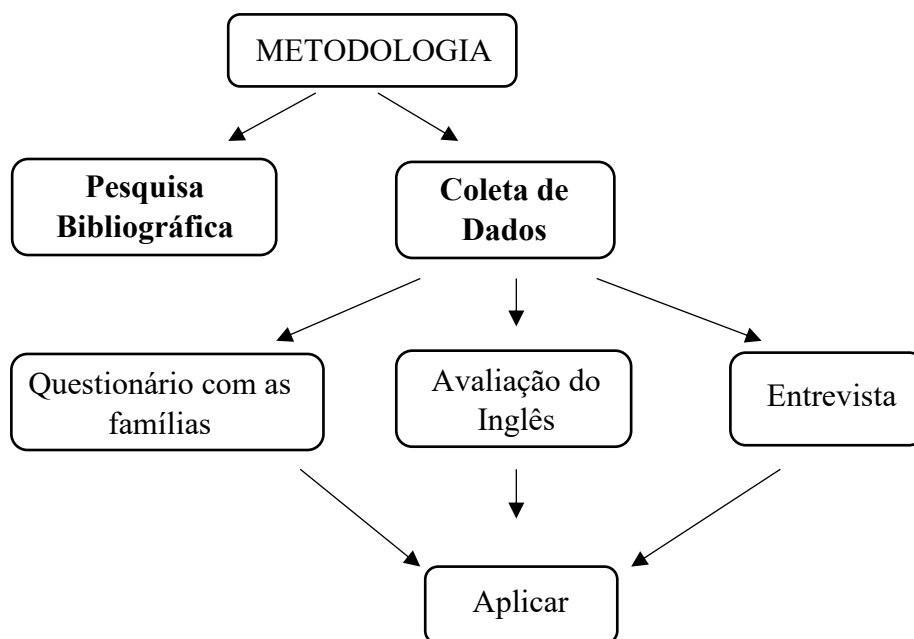 METODOLOGIA
Pesquisa
Bibliográfica
Coleta de
Dados
Questionário com as
famílias
Avaliação do
Inglês
Entrevista
Aplicar